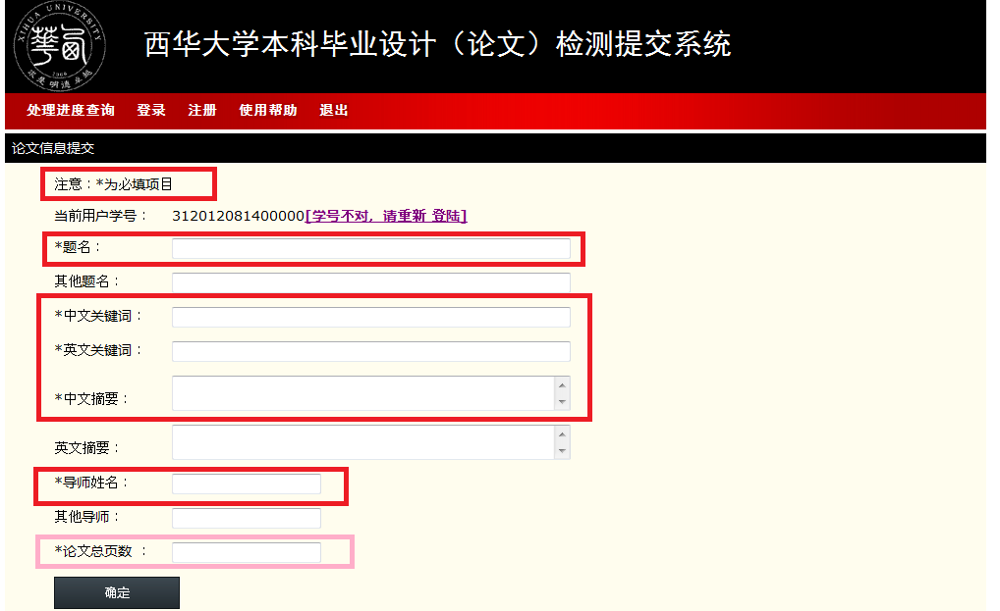 XIHUA UNIVERSITY
西华大学本科毕业设计（论文）检测提交系统
处理进度查询 登录 注册 使用帮助 退出
论文信息提交
注意：*为必填项目
当前用户学号： 312012081400000[学号不对，请重新 登陆]
*题名：
其他题名：
*中文关键词：
*英文关键词：
*中文摘要：
英文摘要：
*导师姓名：
其他导师：
*论文总页数 ：
确定